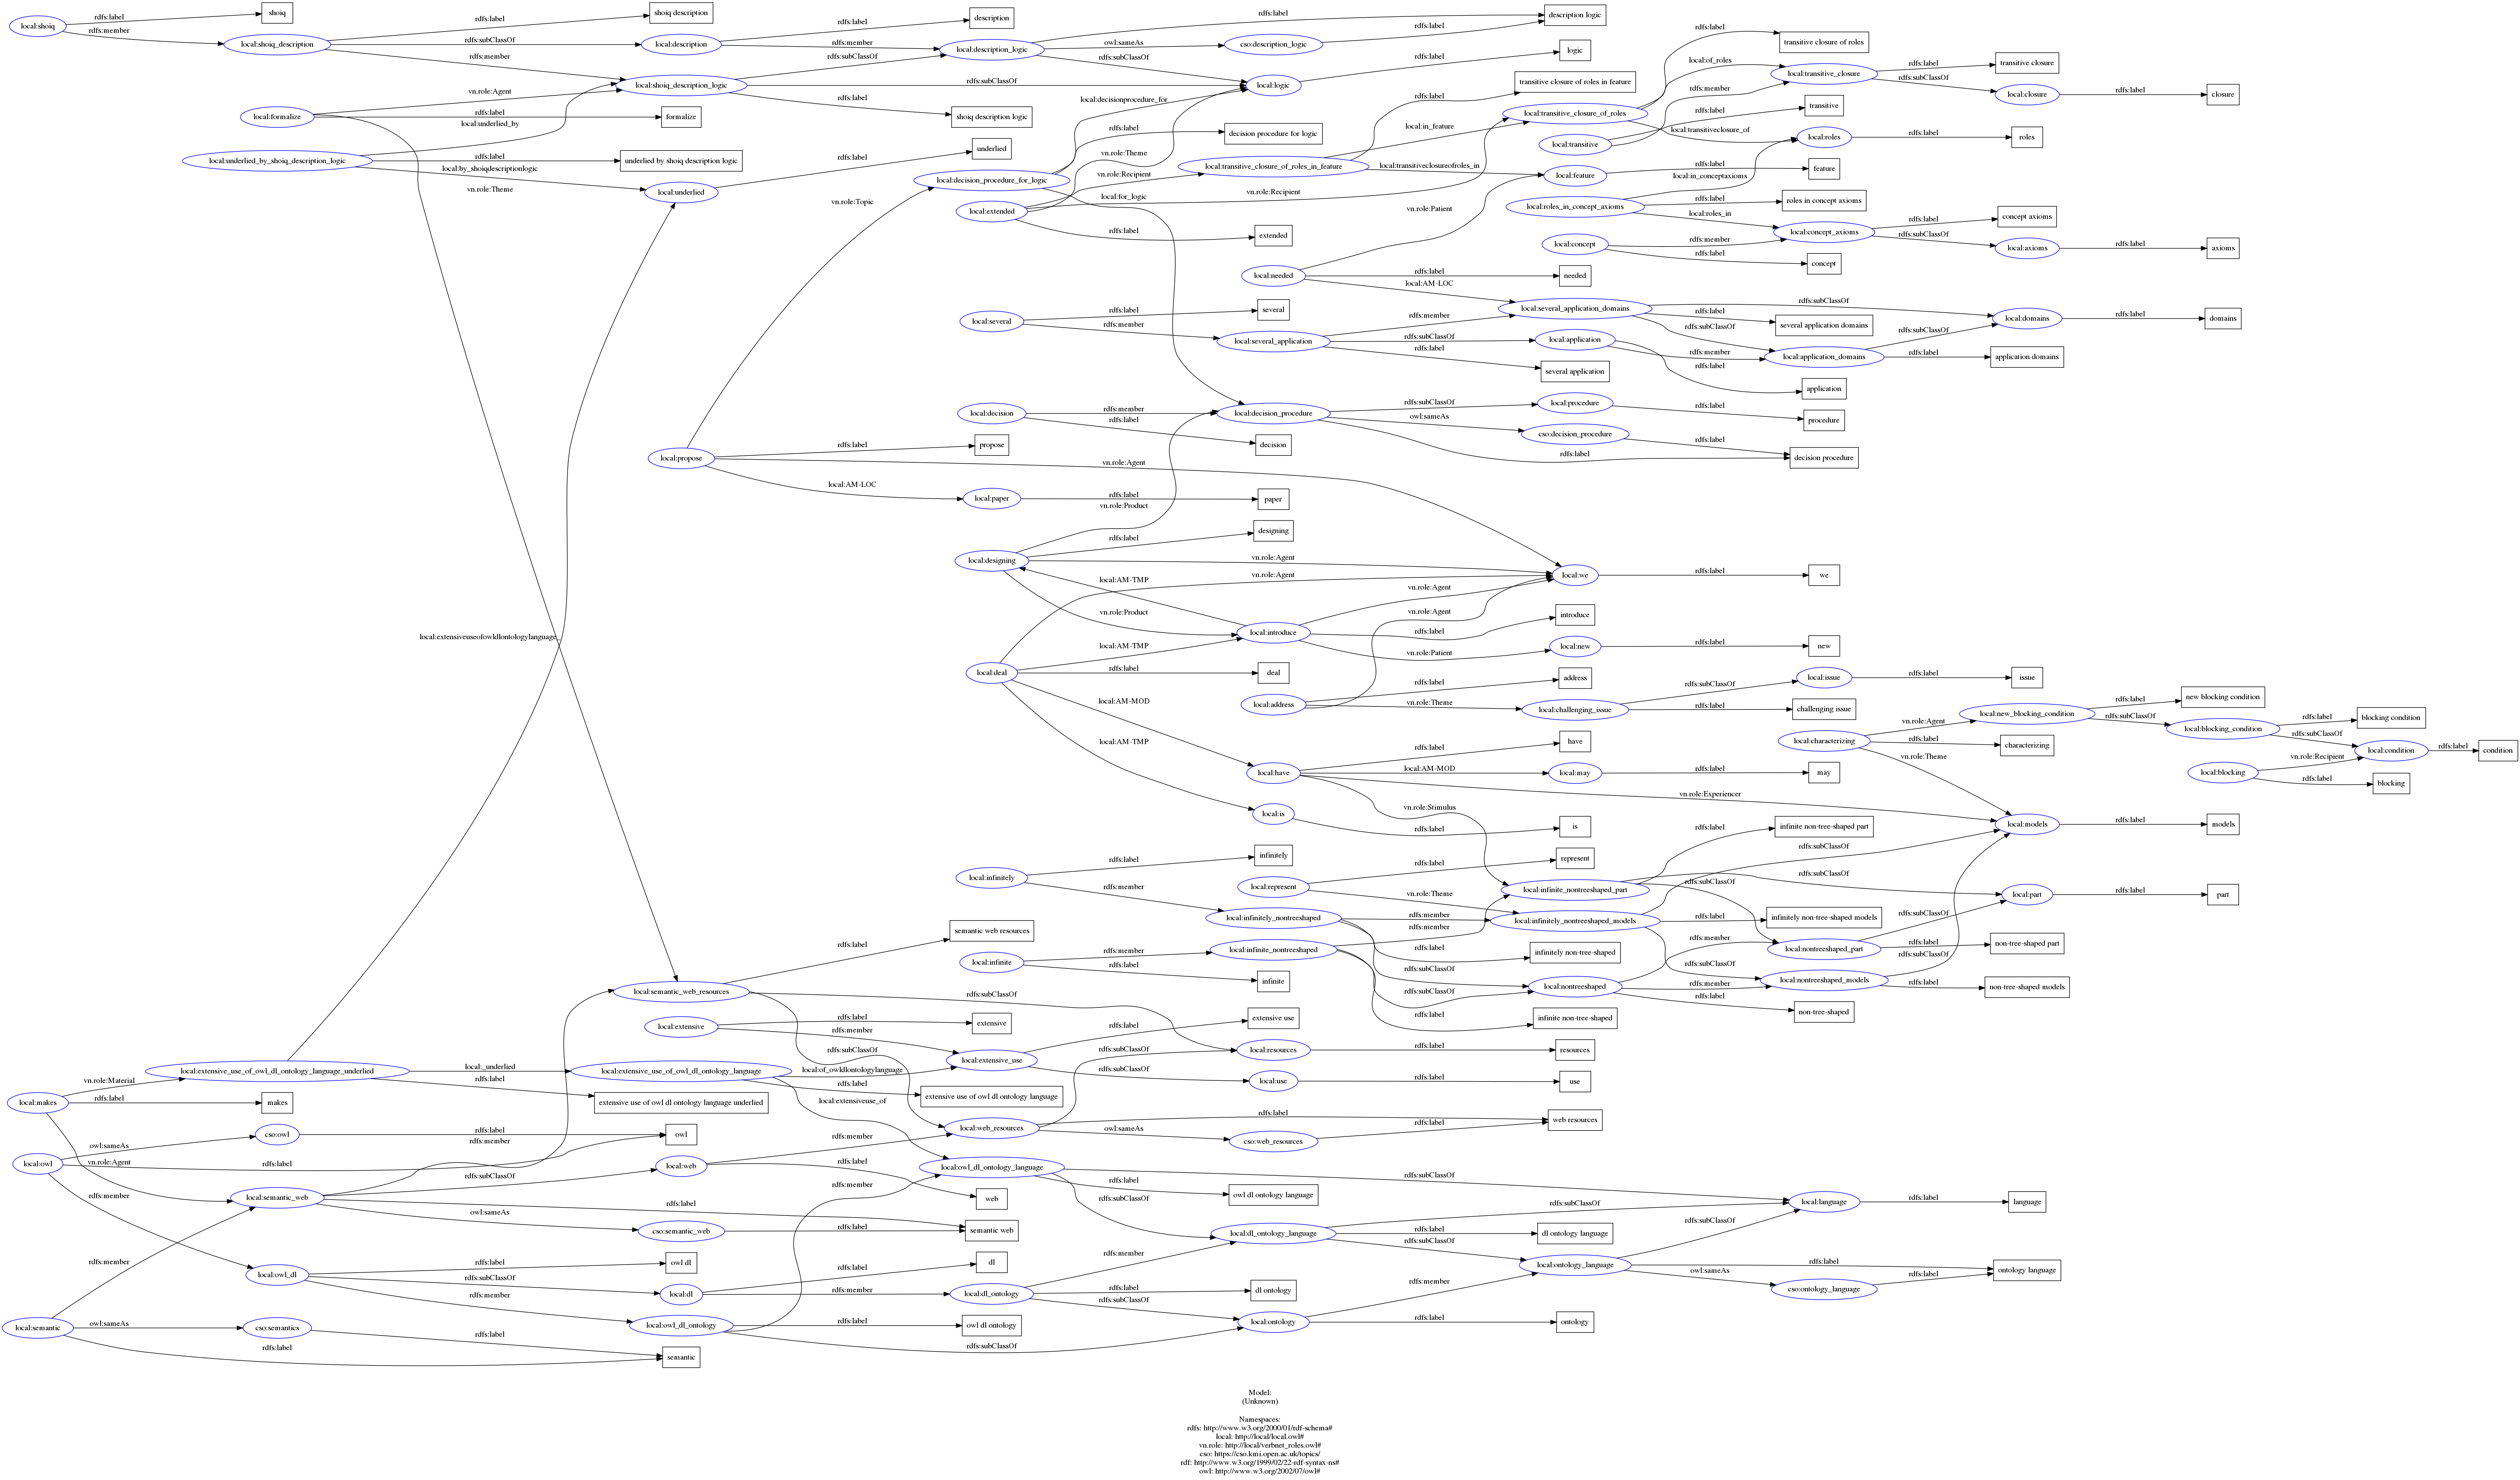 local:shoiq
rdfs:label
shoiq
rdfs:member
local:shoiq_description
rdfs:label
shoiq description
rdfs:subClassOf
local:description
rdfs:label
description
rdfs:member
rdfs:member
local:description_logic
rdfs:label
description logic
owl:sameAs
cso:description_logic
rdfs:label
rdfs:subClassOf
local:shoiq_description_logic
rdfs:subClassOf
rdfs:subClassOf
local:logic
rdfs:label
logic
rdfs:label
shoiq description logic
local:formalize
vn.role:Agent
rdfs:label
formalize
local:underlied_by
local:underlied_by_shoiq_description_logic
rdfs:label
underlied by shoiq description logic
local:by_shoiqdescriptionlogic
vn.role:Theme
local:underlied
rdfs:label
underlied
local:decisionprocedure_for
rdfs:label
decision procedure for logic
local:decision_procedure_for_logic
vn.role:Topic
vn.role:Theme
vn.role:Recipient
local:extended
vn.role:Recipient
local:for_logic
rdfs:label
extended
local:transitive_closure_of_roles_in_feature
rdfs:label
transitive closure of roles in feature
local:in_feature
local:transitiveclosureofroles_in
local:transitive_closure_of_roles
rdfs:label
transitive closure of roles
local:of_roles
local:transitive_closure
rdfs:label
transitive closure
rdfs:subClassOf
local:closure
rdfs:label
closure
rdfs:member
local:transitive
rdfs:label
transitive
local:transitiveclosure_of
local:roles
rdfs:label
roles
local:feature
rdfs:label
feature
local:in_conceptaxioms
local:roles_in_concept_axioms
rdfs:label
roles in concept axioms
local:roles_in
local:concept_axioms
rdfs:label
concept axioms
rdfs:subClassOf
local:axioms
rdfs:label
axioms
local:concept
rdfs:member
rdfs:label
concept
vn.role:Patient
local:needed
rdfs:label
needed
local:AM-LOC
local:several_application_domains
rdfs:subClassOf
rdfs:label
several application domains
rdfs:subClassOf
local:domains
rdfs:label
domains
local:several
rdfs:label
several
rdfs:member
local:several_application
rdfs:member
rdfs:subClassOf
rdfs:label
several application
local:application
rdfs:member
rdfs:label
application
local:application_domains
rdfs:subClassOf
rdfs:label
application domains
local:decision
rdfs:member
rdfs:label
decision
local:decision_procedure
rdfs:subClassOf
local:procedure
rdfs:label
procedure
owl:sameAs
cso:decision_procedure
rdfs:label
rdfs:label
decision procedure
local:propose
rdfs:label
propose
vn.role:Agent
local:AM-LOC
local:paper
rdfs:label
paper
vn.role:Product
local:designing
rdfs:label
designing
vn.role:Agent
local:AM-TMP
vn.role:Agent
vn.role:Product
local:we
rdfs:label
we
local:introduce
vn.role:Agent
vn.role:Agent
rdfs:label
introduce
vn.role:Patient
local:new
rdfs:label
new
local:deal
local:AM-TMP
rdfs:label
deal
local:AM-MOD
local:AM-TMP
local:address
rdfs:label
address
vn.role:Theme
local:challenging_issue
rdfs:subClassOf
local:issue
rdfs:label
issue
rdfs:label
challenging issue
local:have
rdfs:label
have
local:AM-MOD
local:may
rdfs:label
may
vn.role:Experiencer
vn.role:Stimulus
local:characterizing
vn.role:Agent
rdfs:label
characterizing
vn.role:Theme
local:new_blocking_condition
rdfs:label
new blocking condition
rdfs:subClassOf
local:blocking_condition
rdfs:label
blocking condition
rdfs:subClassOf
local:condition
rdfs:label
condition
local:blocking
vn.role:Recipient
rdfs:label
blocking
local:is
rdfs:label
is
local:models
rdfs:label
models
local:infinitely
rdfs:label
infinitely
rdfs:member
local:represent
rdfs:label
represent
vn.role:Theme
local:infinite_nontreeshaped_part
rdfs:label
infinite non-tree-shaped part
rdfs:subClassOf
rdfs:subClassOf
rdfs:subClassOf
local:part
rdfs:label
part
local:infinitely_nontreeshaped
rdfs:member
rdfs:member
rdfs:label
infinitely non-tree-shaped
rdfs:subClassOf
local:infinitely_nontreeshaped_models
rdfs:label
infinitely non-tree-shaped models
rdfs:subClassOf
local:infinite
rdfs:member
rdfs:label
infinite
local:infinite_nontreeshaped
rdfs:subClassOf
rdfs:label
infinite non-tree-shaped
local:nontreeshaped
rdfs:member
rdfs:member
rdfs:label
non-tree-shaped
local:nontreeshaped_part
rdfs:subClassOf
rdfs:label
non-tree-shaped part
local:nontreeshaped_models
rdfs:subClassOf
rdfs:label
non-tree-shaped models
local:extensiveuseofowldlontologylanguage_
local:semantic_web_resources
rdfs:label
semantic web resources
rdfs:subClassOf
rdfs:subClassOf
local:extensive
rdfs:label
extensive
rdfs:member
local:extensive_use
rdfs:label
extensive use
rdfs:subClassOf
local:use
rdfs:label
use
rdfs:subClassOf
local:resources
rdfs:label
resources
local:makes
vn.role:Material
rdfs:label
makes
vn.role:Agent
local:extensive_use_of_owl_dl_ontology_language_underlied
local:_underlied
rdfs:label
extensive use of owl dl ontology language underlied
local:extensive_use_of_owl_dl_ontology_language
local:of_owldlontologylanguage
rdfs:label
extensive use of owl dl ontology language
local:extensiveuse_of
local:web_resources
rdfs:label
web resources
owl:sameAs
cso:web_resources
rdfs:label
local:owl
owl:sameAs
cso:owl
rdfs:label
owl
rdfs:label
rdfs:member
rdfs:member
local:semantic_web
rdfs:subClassOf
local:web
rdfs:member
rdfs:label
web
rdfs:label
semantic web
owl:sameAs
cso:semantic_web
rdfs:label
rdfs:member
local:owl_dl_ontology_language
rdfs:subClassOf
rdfs:label
owl dl ontology language
rdfs:subClassOf
local:owl_dl
rdfs:label
owl dl
rdfs:subClassOf
rdfs:member
local:dl
rdfs:label
dl
rdfs:member
local:dl_ontology
rdfs:member
rdfs:label
dl ontology
rdfs:subClassOf
local:dl_ontology_language
rdfs:subClassOf
rdfs:label
dl ontology language
rdfs:subClassOf
local:language
rdfs:label
language
local:ontology_language
rdfs:subClassOf
rdfs:label
ontology language
owl:sameAs
cso:ontology_language
rdfs:label
local:owl_dl_ontology
rdfs:member
rdfs:label
owl dl ontology
rdfs:subClassOf
local:ontology
rdfs:member
rdfs:label
ontology
local:semantic
rdfs:member
owl:sameAs
cso:semantics
rdfs:label
semantic
rdfs:label
Model:
(Unknown)
Namespaces:
rdfs: http://www.w3.org/2000/01/rdf-schema#
local: http://local/local.owl#
vn.role: http://local/verbnet_roles.owl#
cso: https://cso.kmi.open.ac.uk/topics/
rdf: http://www.w3.org/1999/02/22-rdf-syntax-ns#
owl: http://www.w3.org/2002/07/owl#